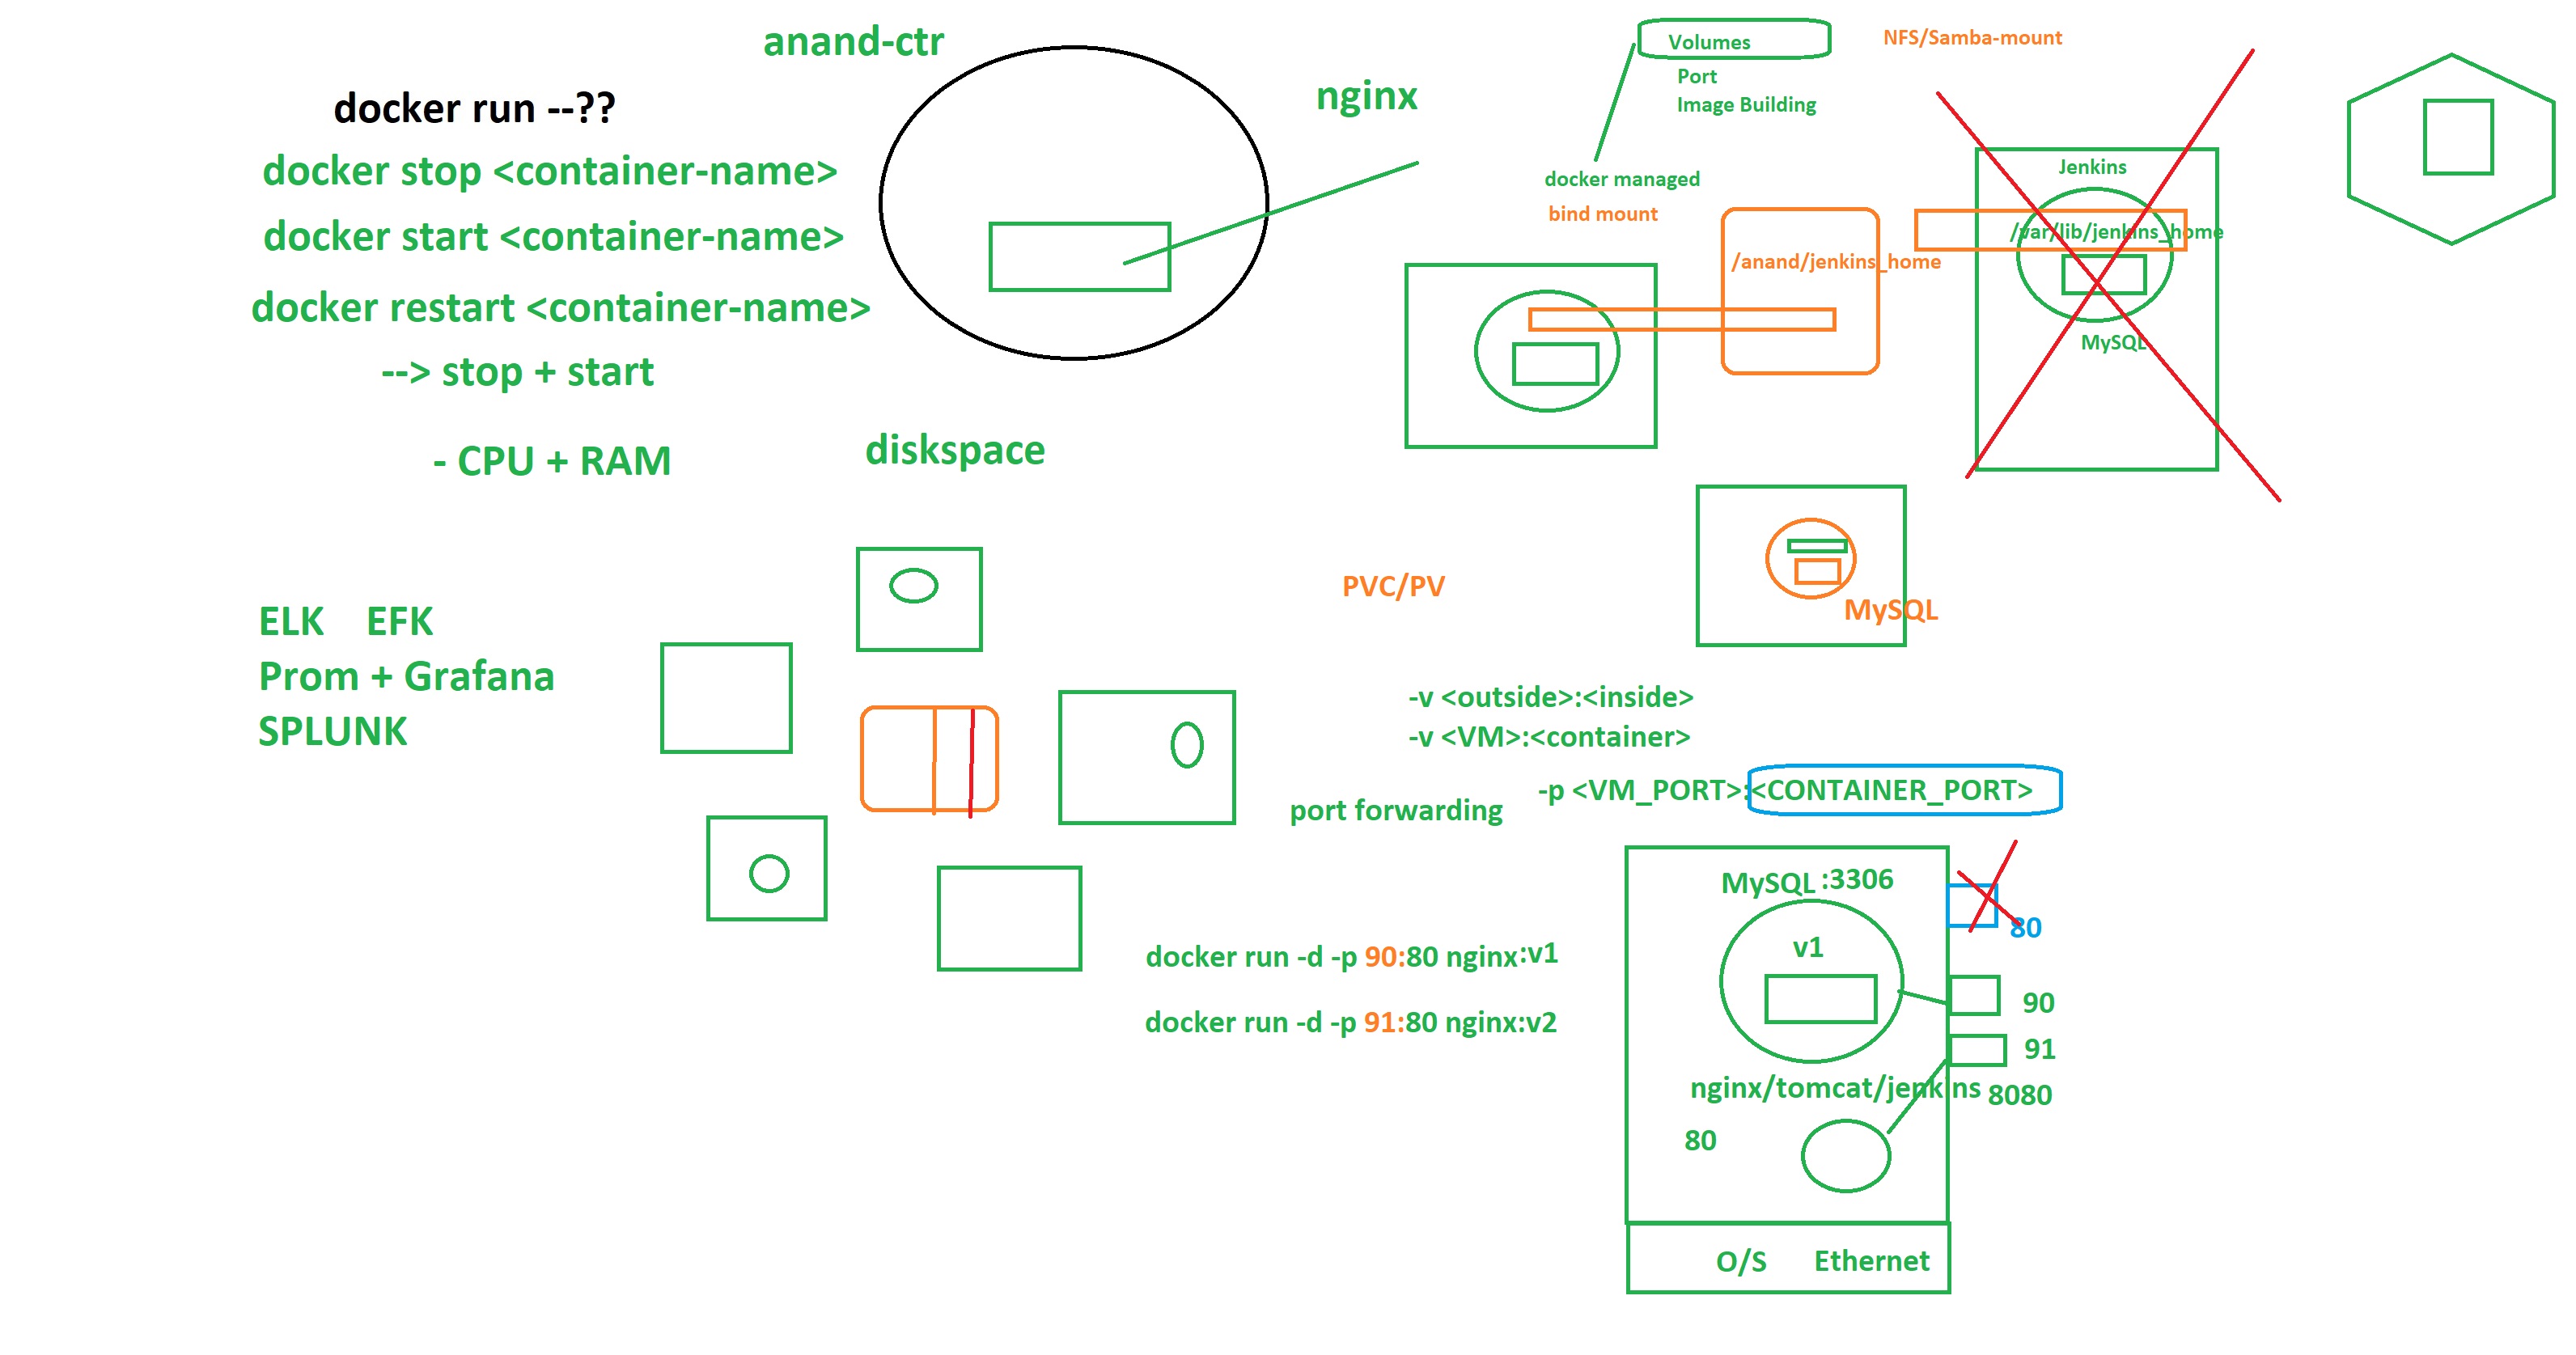 anand-ctr
docker run --??
docker stop <container-name>
docker start <container-name>
docker restart <container-name>
--> stop + start
- CPU + RAM
diskspace
nginx
Volumes
Port
Image Building
NFS/Samba-mount
docker managed
bind mount
/anand/jenkins_home
Jenkins
/var/lib/jenkins_home
MySQL
ELK EFK
Prom + Grafana
SPLUNK
PVC/PV
MySQL
-v <outside>:<inside>
-v <VM>:<container>
-p <VM_PORT>:<CONTAINER_PORT>
port forwarding
docker run -d -p 90:80 nginx:v1
docker run -d -p 91:80 nginx:v2
MySQL :3306
80
v1
90
91
nginx/tomcat/jenkins 8080
80
O/S Ethernet